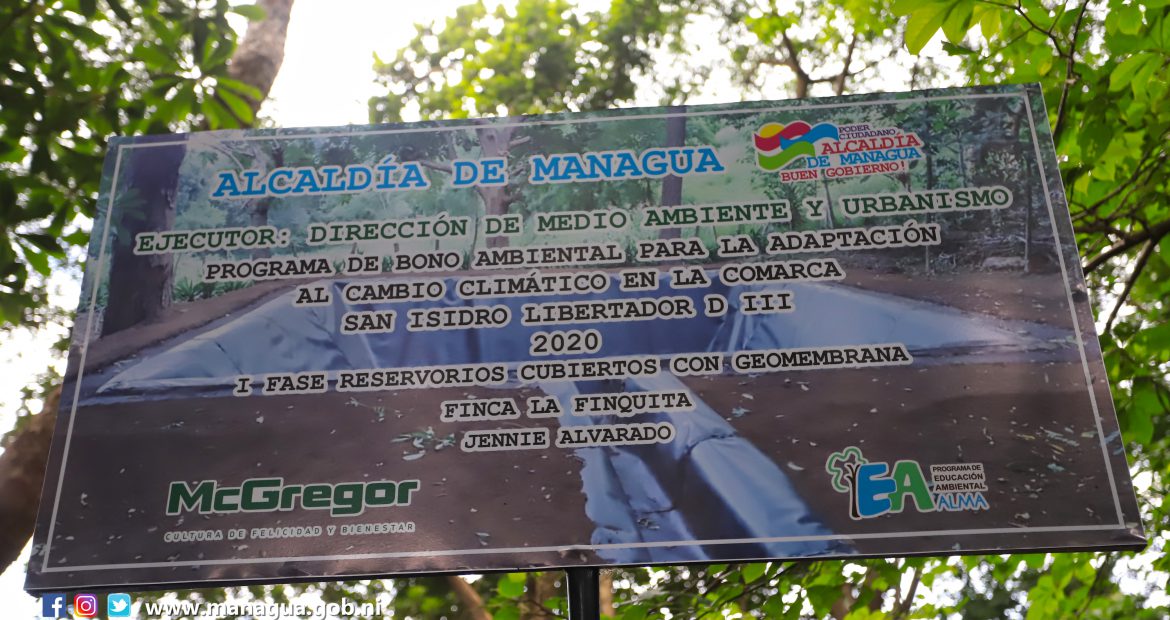 ALCALDÍA DE MANAGUA
PODER
CIUDADANO
ALCALDÍA
DE MANAGUA
BUEN GOBIERNO!
EJECUTOR: DIRECCIÓN DE MEDIO AMBIENTE Y URBANISMO
PROGRAMA DE BONO AMBIENTAL PARA LA ADAPTACIÓN
AL CAMBIO CLIMÁTICO EN LA COMARCA
SAN ISIDRO LIBERTADOR D III
2020
I FASE RESERVORIOS CUBIERTOS CON GEOMEMBRANA
FINCA LA FINQUITA
JENNIE ALVARADO
McGregor
CULTURA DE FELICIDAD Y BIENESTAR
EA
PROGRAMA DE
EDUCACIÓN
AMBIENTAL
ALMA
www.managua.gob.ni